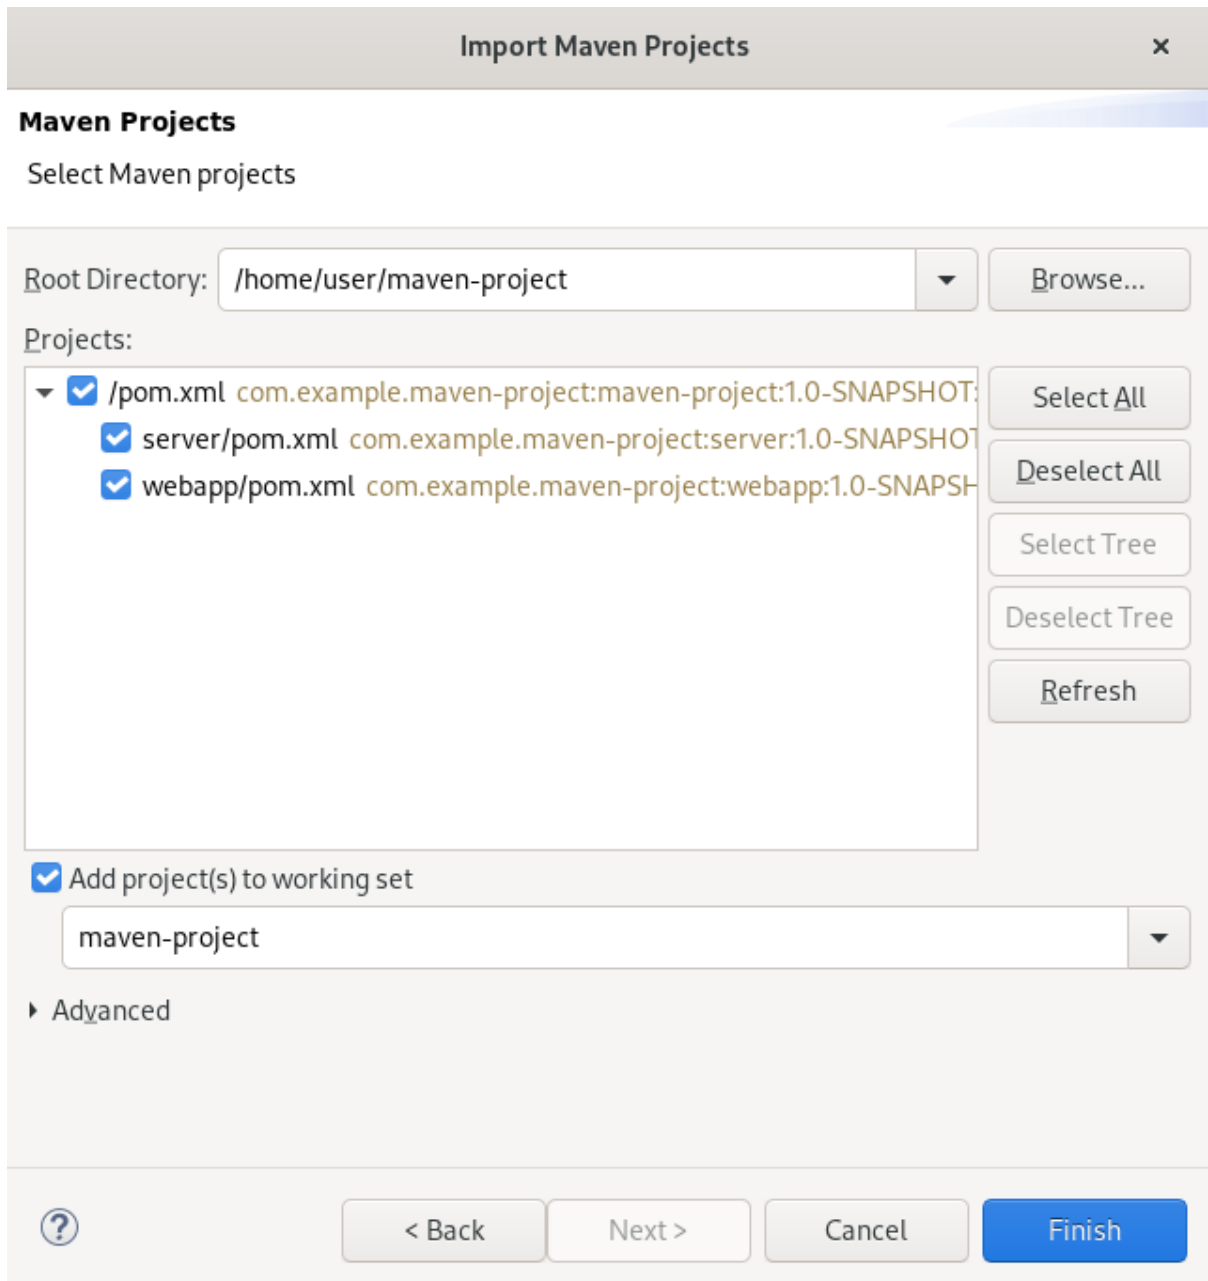 Import Maven Projects ×
Maven Projects
Select Maven projects
Root Directory: /home/user/maven-project Browse...
Projects:
/pom.xml com.example.maven-project:maven-project:1.0-SNAPSHOT:
Select All
server/pom.xml com.example.maven-project:server:1.0-SNAPSHOT
Deselect All
webapp/pom.xml com.example.maven-project:webapp:1.0-SNAPSH
Select Tree
Deselect Tree
Refresh
Add project(s) to working set
maven-project
Advanced
? < Back Next > Cancel Finish